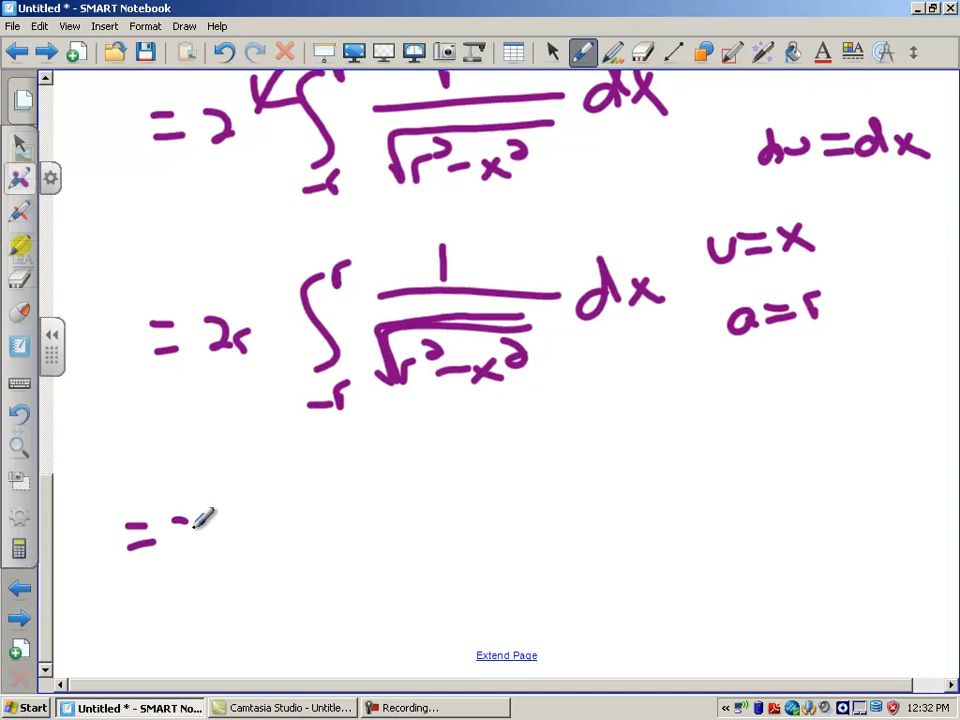 Untitled * - SMART Notebook
File Edit View Insert Format Draw Help
= 2 ∫ 1 / √r²-x² dx
-r
du = dx
= 2r ∫ 1 / √r²-x² dx
r
-r
u = x
a = r
=
Extend Page
Start Untitled * - SMART No... Camtasia Studio - Untitle... Recording... 12:32 PM